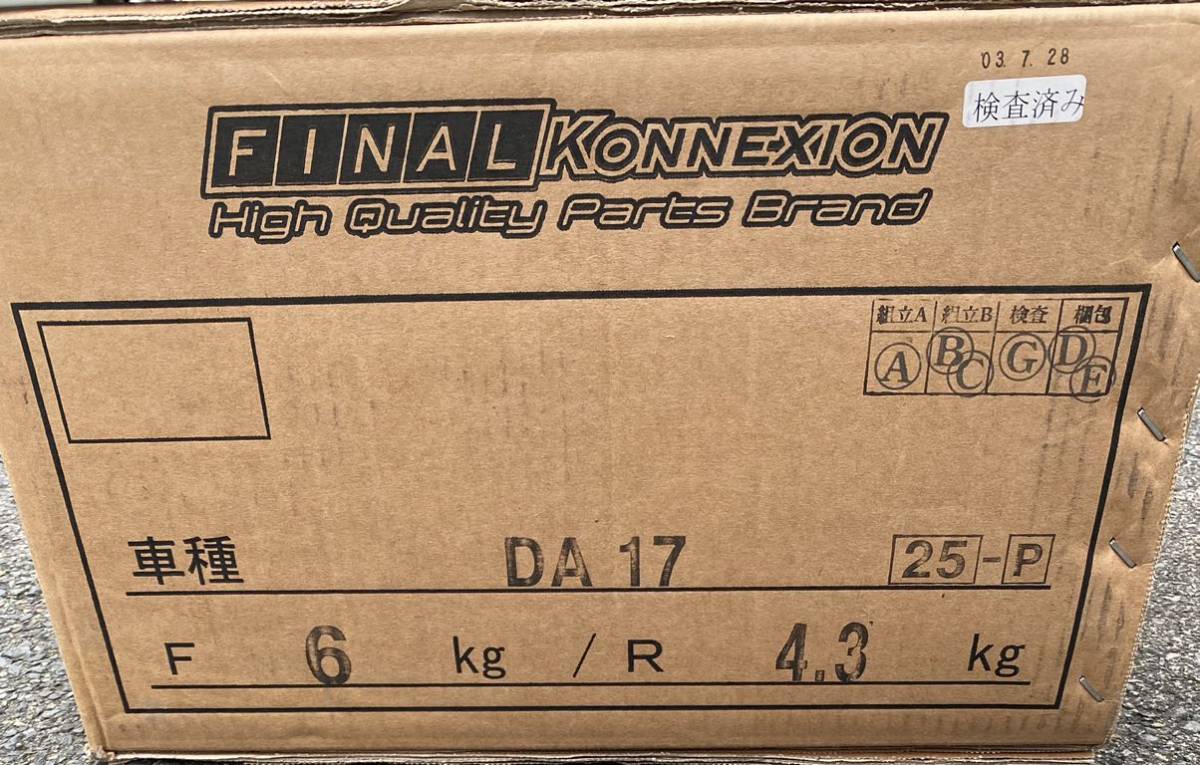 '03. 7. 28
検査済み
FINAL KONNEXION
High Quality Parts Brand
組立A 組立B 検査 梱包
A B C G D E
車種 DA 17 25-P
F 6 kg / R 4.3 kg